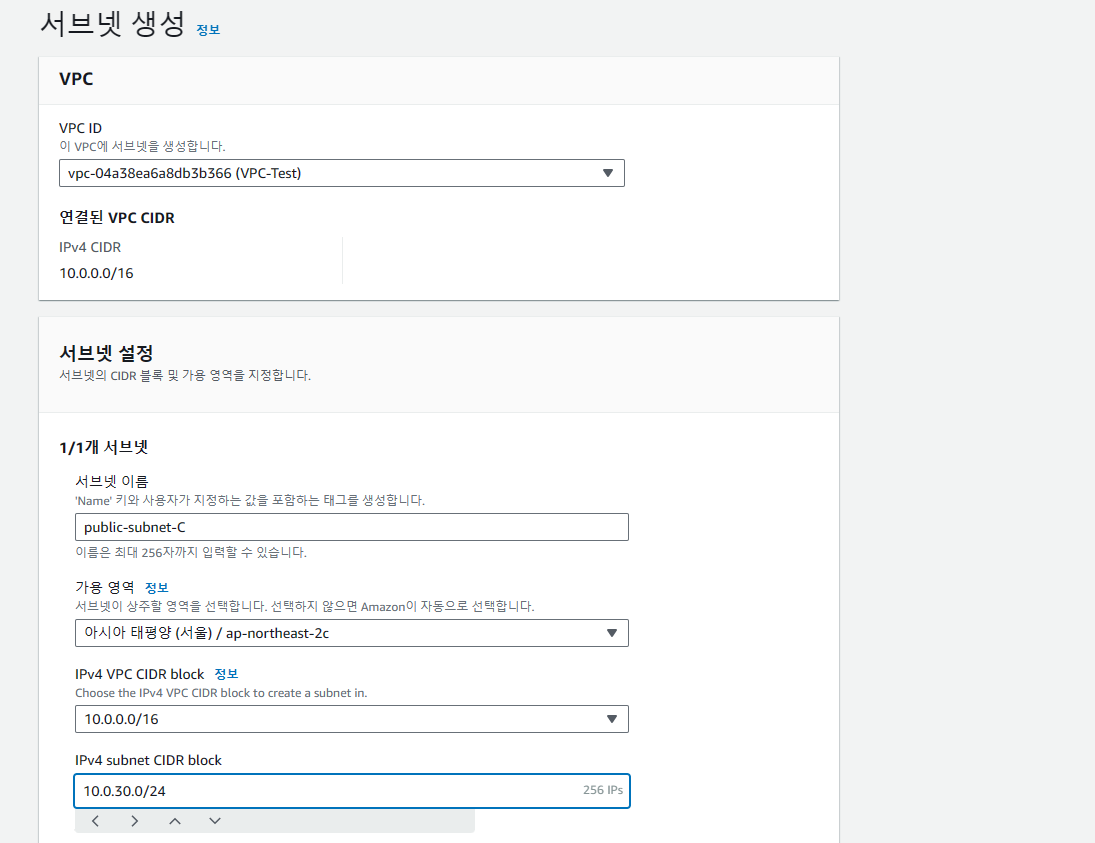 서브넷 생성 정보
VPC
VPC ID
이 VPC에 서브넷을 생성합니다.
vpc-04a38ea6a8db3b366 (VPC-Test)
연결된 VPC CIDR
IPv4 CIDR
10.0.0.0/16
서브넷 설정
서브넷의 CIDR 블록 및 가용 영역을 지정합니다.
1/1개 서브넷
서브넷 이름
'Name' 키와 사용자가 지정하는 값을 포함하는 태그를 생성합니다.
public-subnet-C
이름은 최대 256자까지 입력할 수 있습니다.
가용 영역 정보
서브넷이 상주할 영역을 선택합니다. 선택하지 않으면 Amazon이 자동으로 선택합니다.
아시아 태평양 (서울) / ap-northeast-2c
IPv4 VPC CIDR block 정보
Choose the IPv4 VPC CIDR block to create a subnet in.
10.0.0.0/16
IPv4 subnet CIDR block
10.0.30.0/24 256 IPs